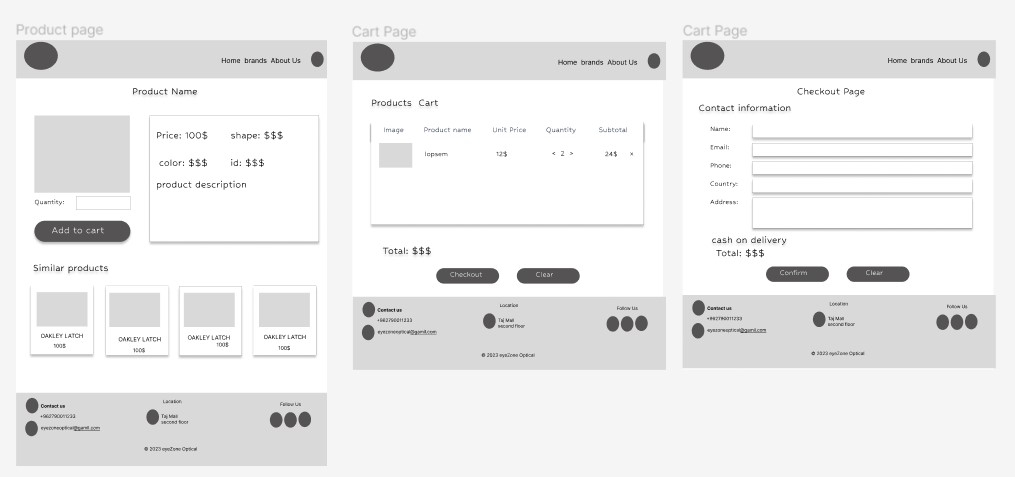 Product page
Home brands About Us
Product Name
Price: 100$ shape: $$$
color: $$$ id: $$$
product description
Quantity:
Add to cart
Similar products
OAKLEY LATCH
100$
OAKLEY LATCH
100$
OAKLEY LATCH
100$
OAKLEY LATCH
100$
Contact us
+962790011233
eyezoneoptical@gamil.com
Location
Taj Mall
second floor
Follow Us
© 2023 eyeZone Optical
Cart Page
Home brands About Us
Products Cart
Image Product name Unit Price Quantity Subtotal
lopsem 12$ < 2 > 24$ ×
Total: $$$
Checkout Clear
Contact us
+962790011233
eyezoneoptical@gamil.com
Location
Taj Mall
second floor
Follow Us
© 2023 eyeZone Optical
Cart Page
Home brands About Us
Checkout Page
Contact information
Name:
Email:
Phone:
Country:
Address:
cash on delivery
Total: $$$
Confirm Clear
Contact us
+962790011233
eyezoneoptical@gamil.com
Location
Taj Mall
second floor
Follow Us
© 2023 eyeZone Optical